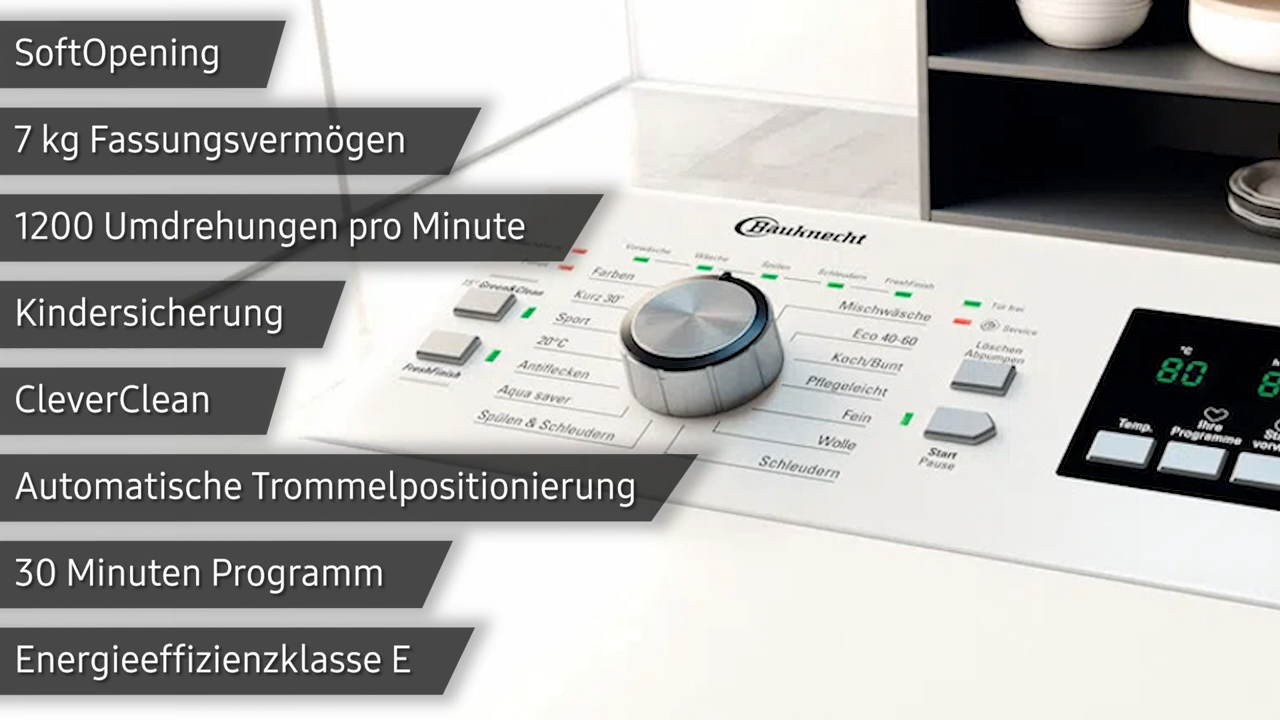 SoftOpening
7 kg Fassungsvermögen
1200 Umdrehungen pro Minute
Kindersicherung
CleverClean
Automatische Trommelpositionierung
30 Minuten Programm
Energieeffizienzklasse E
Bauknecht
Vorwäsche
Wäsche
Spülen
Schleudern
FreshFinish
15° Green&Clean
FreshFinish
Farben
Kurz 30'
Sport
20°C
Antiflecken
Aqua saver
Spülen & Schleudern
Mischwäsche
Eco 40-60
Koch/Bunt
Pflegeleicht
Fein
Wolle
Schleudern
Tür frei
Service
Löschen
Abpumpen
Start
Pause
°C
80
Temp.
Ihre
Programme